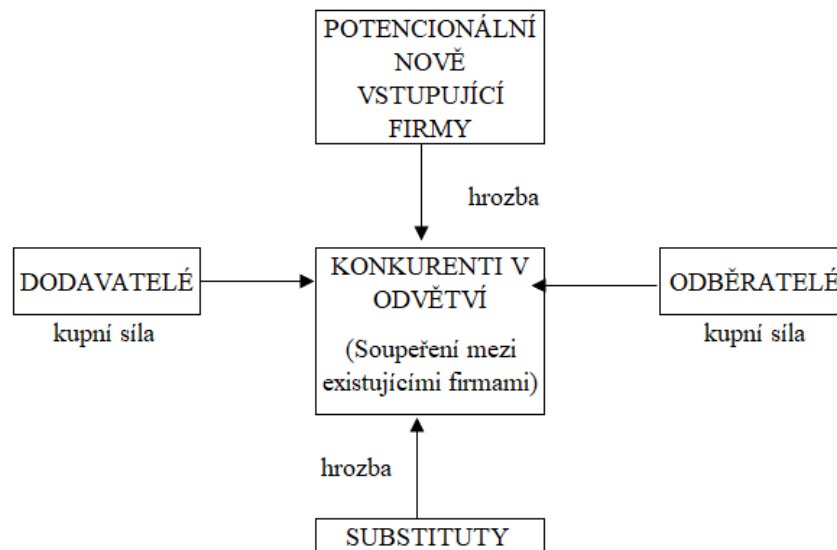 POTENCIONÁLNÍ
NOVĚ
VSTUPUJÍCÍ
FIRMY
hrozba
DODAVATELÉ
kupní síla
KONKURENTI V
ODVĚTVÍ
(Soupeření mezi
existujícími firmami)
ODBĚRATELÉ
kupní síla
hrozba
SUBSTITUTY